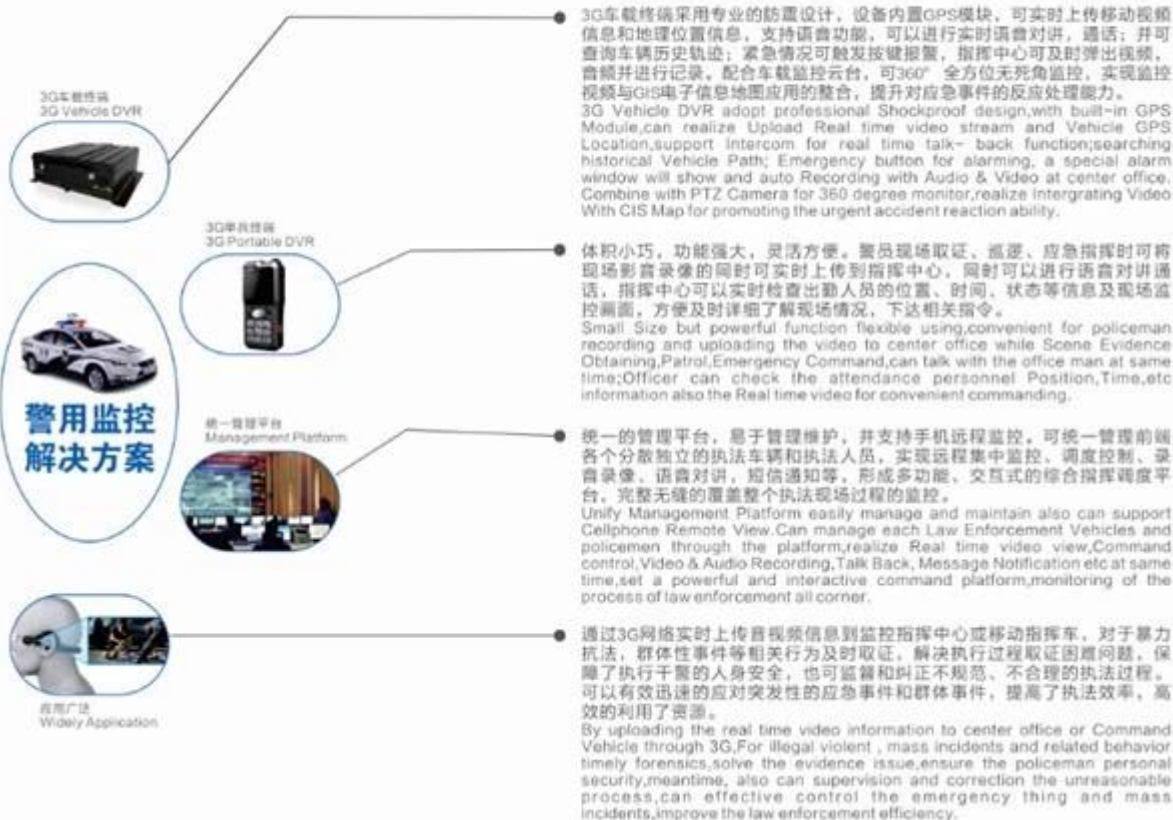 3G车载终端
3G Vehicle DVR
3G车载终端采用专业的防震设计，设备内置GPS模块，可实时上传移动视频
信息和地理位置信息，支持语音功能，可以进行实时语音对讲，通话；并可
查询车辆历史轨迹；紧急情况可触发按键报警，指挥中心可及时弹出视频，
音频并进行记录。配合车载监控云台，可360° 全方位无死角监控，实现监控
视频与GIS电子信息地图应用的整合，提升对应急事件的反应处理能力。
3G Vehicle DVR adopt professional Shockproof design,with built-in GPS
Module,can realize Upload Real time video stream and Vehicle GPS
Location,support Intercom for real time talk- back function;searching
historical Vehicle Path; Emergency button for alarming, a special alarm
window will show and auto Recording with Audio & Video at center office.
Combine with PTZ Camera for 360 degree monitor,realize Intergrating Video
With CIS Map for promoting the urgent accident reaction ability.
3G单兵终端
3G Portable DVR
体积小巧，功能强大，灵活方便。警员现场取证、巡逻、应急指挥时可将
现场影音录像的同时可实时上传到指挥中心，同时可以进行语音对讲通
话，指挥中心可以实时检查出勤人员的位置、时间、状态等信息及现场监
控画面，方便及时详细了解现场情况，下达相关指令。
Small Size but powerful function flexible using,convenient for policeman
recording and uploading the video to center office while Scene Evidence
Obtaining,Patrol,Emergency Command,can talk with the office man at same
time;Officer can check the attendance personnel Position,Time,etc
information also the Real time video for convenient commanding.
警用监控
解决方案
统一管理平台
Management Platform
统一的管理平台，易于管理维护，并支持手机远程监控。可统一管理前端
各个分散独立的执法车辆和执法人员，实现远程集中监控、调度控制、录
音录像、语音对讲，短信通知等，形成多功能、交互式的综合指挥调度平
台，完整无缝的覆盖整个执法现场过程的监控。
Unify Management Platform easily manage and maintain also can support
Cellphone Remote View.Can manage each Law Enforcement Vehicles and
policemen through the platform,realize Real time video view,Command
control,Video & Audio Recording,Talk Back, Message Notification etc at same
time,set a powerful and interactive command platform,monitoring of the
process of law enforcement all corner.
应用广泛
Widely Application
通过3G网络实时上传音视频信息到监控指挥中心或移动指挥车，对于暴力
抗法，群体性事件等相关行为及时取证，解决执行过程取证困难问题，保
障了执行干警的人身安全，也可监督和纠正不规范、不合理的执法过程。
可以有效迅速的应对突发性的应急事件和群体事件，提高了执法效率，高
效的利用了资源。
By uploading the real time video information to center office or Command
Vehicle through 3G,For illegal violent , mass incidents and related behavior
timely forensics,solve the evidence issue,ensure the policeman personal
security,meantime, also can supervision and correction the unreasonable
process,can effective control the emergency thing and mass
incidents,improve the law enforcement efficiency.